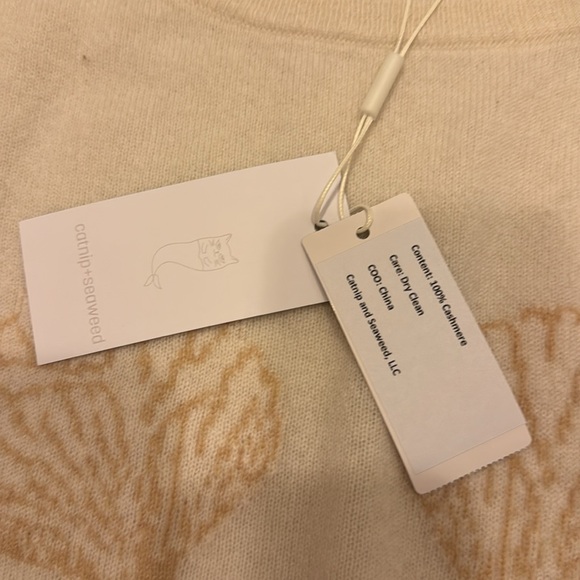 catnip+seaweed
Content: 100% Cashmere
Care: Dry Clean
COO: China
Catnip and Seaweed, LLC